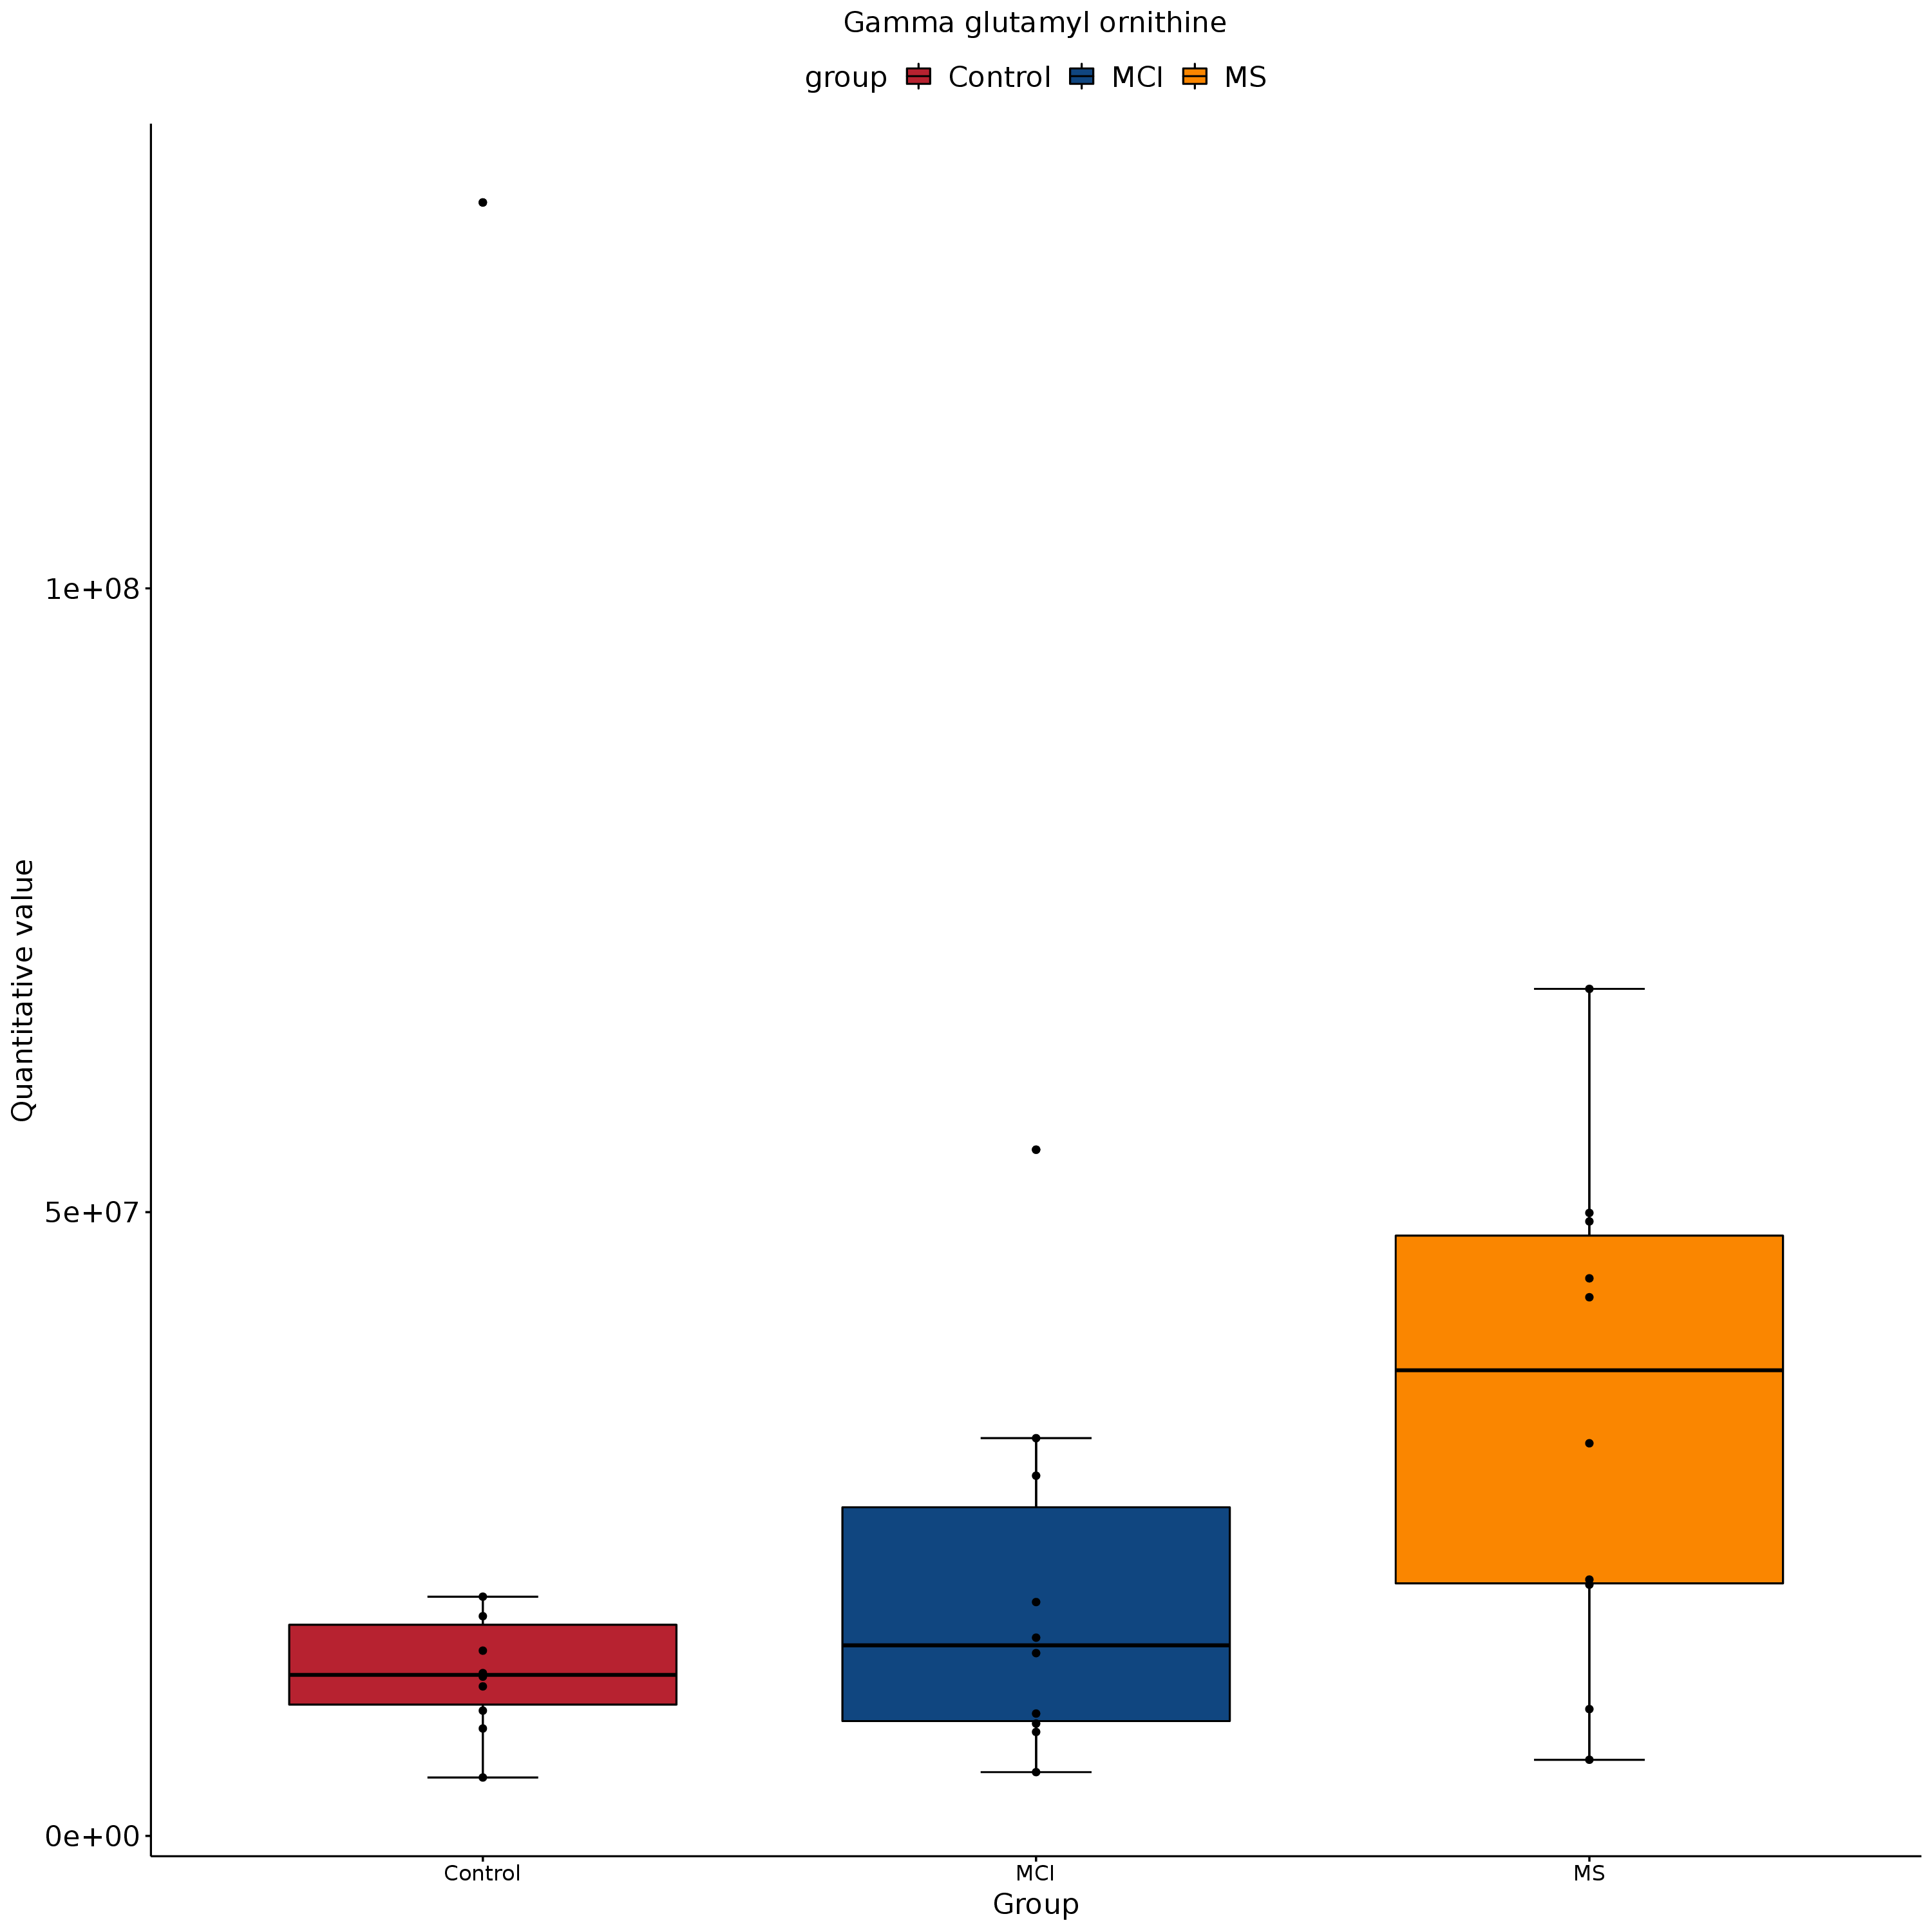 Gamma glutamyl ornithine
group Control MCI MS
1e+08
5e+07
0e+00
Quantitative value
Control MCI MS
Group